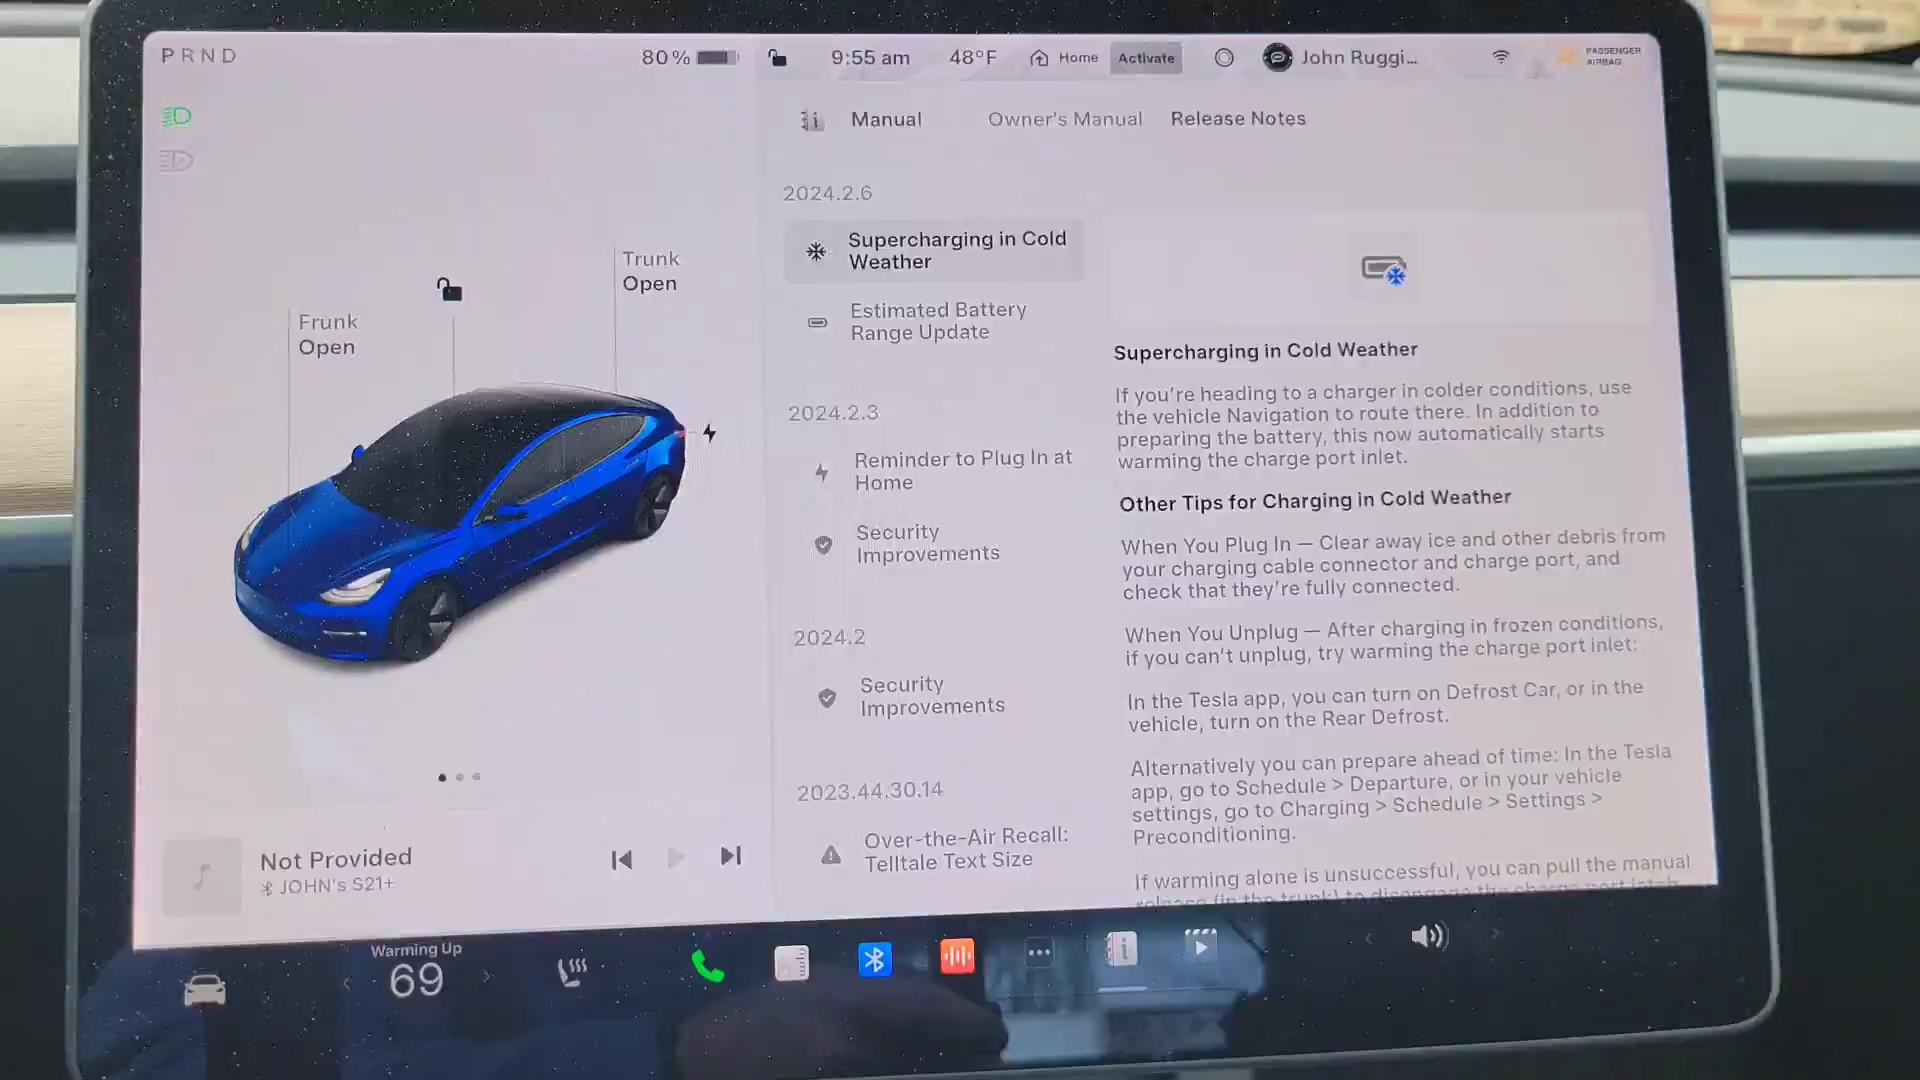 PRND
80%
9:55 am
48°F
Home
Activate
John Ruggi...
PASSENGER
AIRBAG
Manual
Owner's Manual
Release Notes
Frunk
Open
Trunk
Open
2024.2.6
Supercharging in Cold
Weather
Estimated Battery
Range Update
2024.2.3
Reminder to Plug In at
Home
Security
Improvements
2024.2
Security
Improvements
2023.44.30.14
Over-the-Air Recall:
Telltale Text Size
Supercharging in Cold Weather
If you're heading to a charger in colder conditions, use
the vehicle Navigation to route there. In addition to
preparing the battery, this now automatically starts
warming the charge port inlet.
Other Tips for Charging in Cold Weather
When You Plug In — Clear away ice and other debris from
your charging cable connector and charge port, and
check that they're fully connected.
When You Unplug — After charging in frozen conditions,
if you can't unplug, try warming the charge port inlet:
In the Tesla app, you can turn on Defrost Car, or in the
vehicle, turn on the Rear Defrost.
Alternatively you can prepare ahead of time: In the Tesla
app, go to Schedule > Departure, or in your vehicle
settings, go to Charging > Schedule > Settings >
Preconditioning.
If warming alone is unsuccessful, you can pull the manual
release (in the trunk) to disengage the charge port latch
Not Provided
JOHN's S21+
Warming Up
69